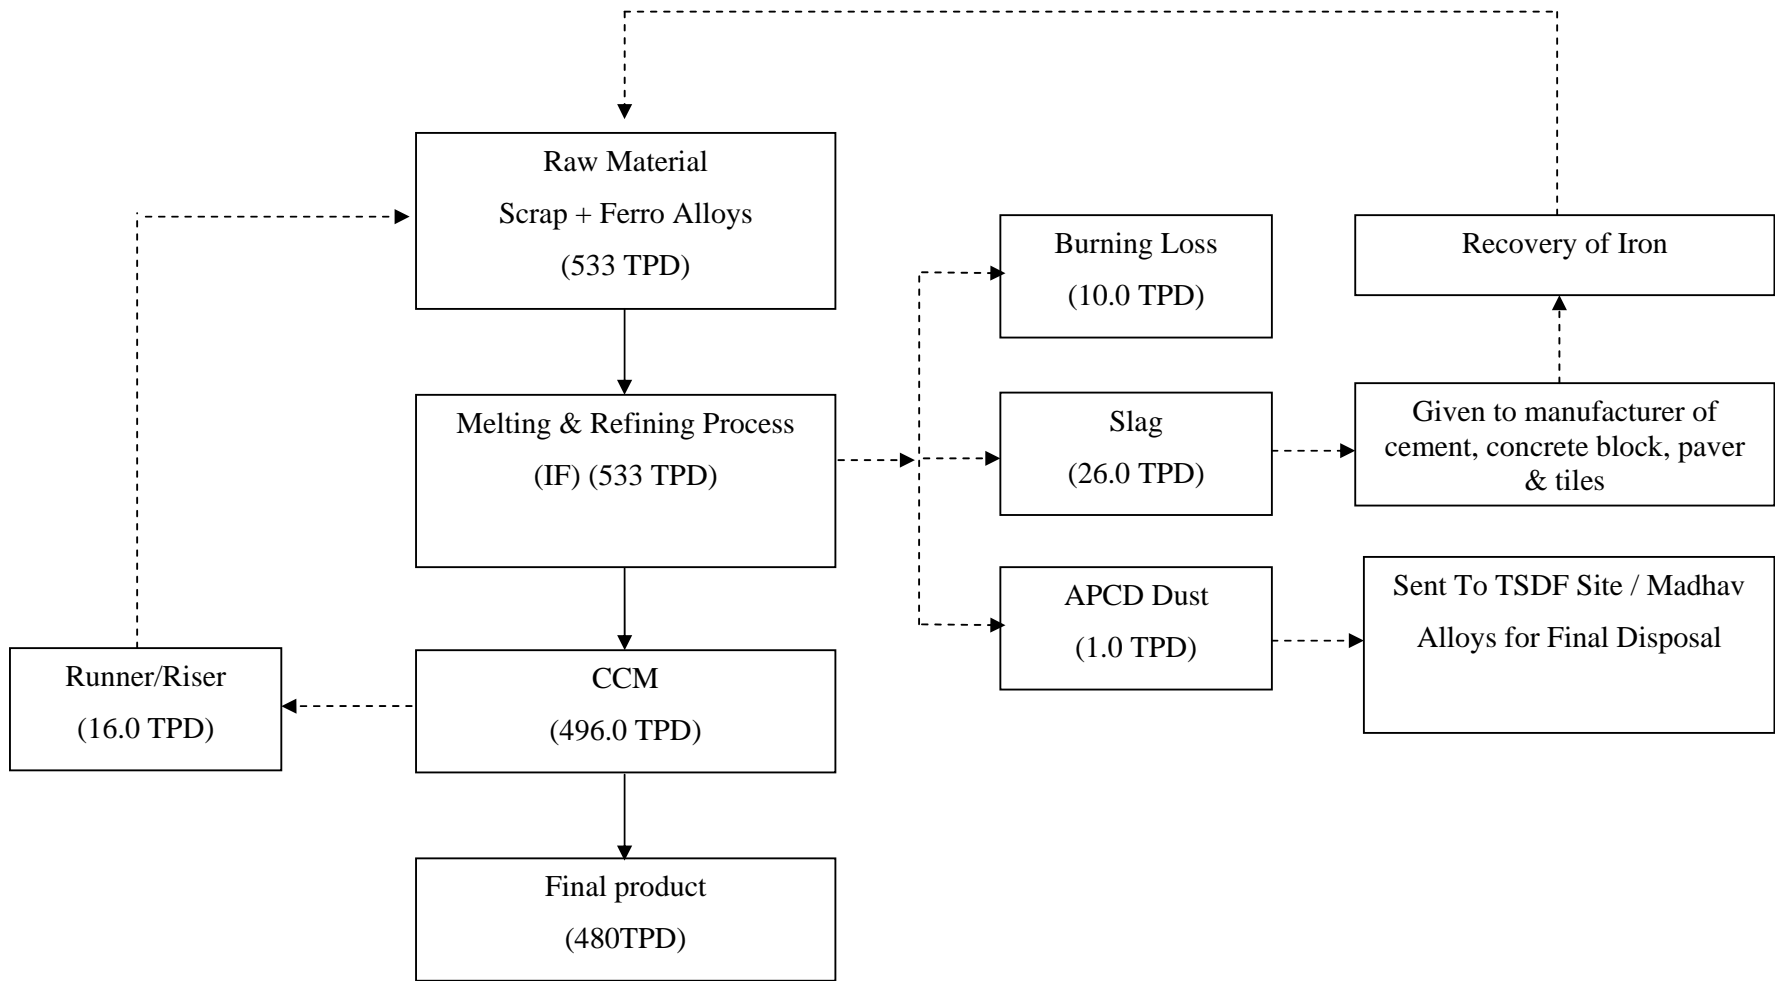 Raw Material
Scrap + Ferro Alloys
(533 TPD)
Burning Loss
(10.0 TPD)
Recovery of Iron
Melting & Refining Process
(IF) (533 TPD)
Slag
(26.0 TPD)
Given to manufacturer of
cement, concrete block, paver
& tiles
APCD Dust
(1.0 TPD)
Sent To TSDF Site / Madhav
Alloys for Final Disposal
Runner/Riser
(16.0 TPD)
CCM
(496.0 TPD)
Final product
(480TPD)